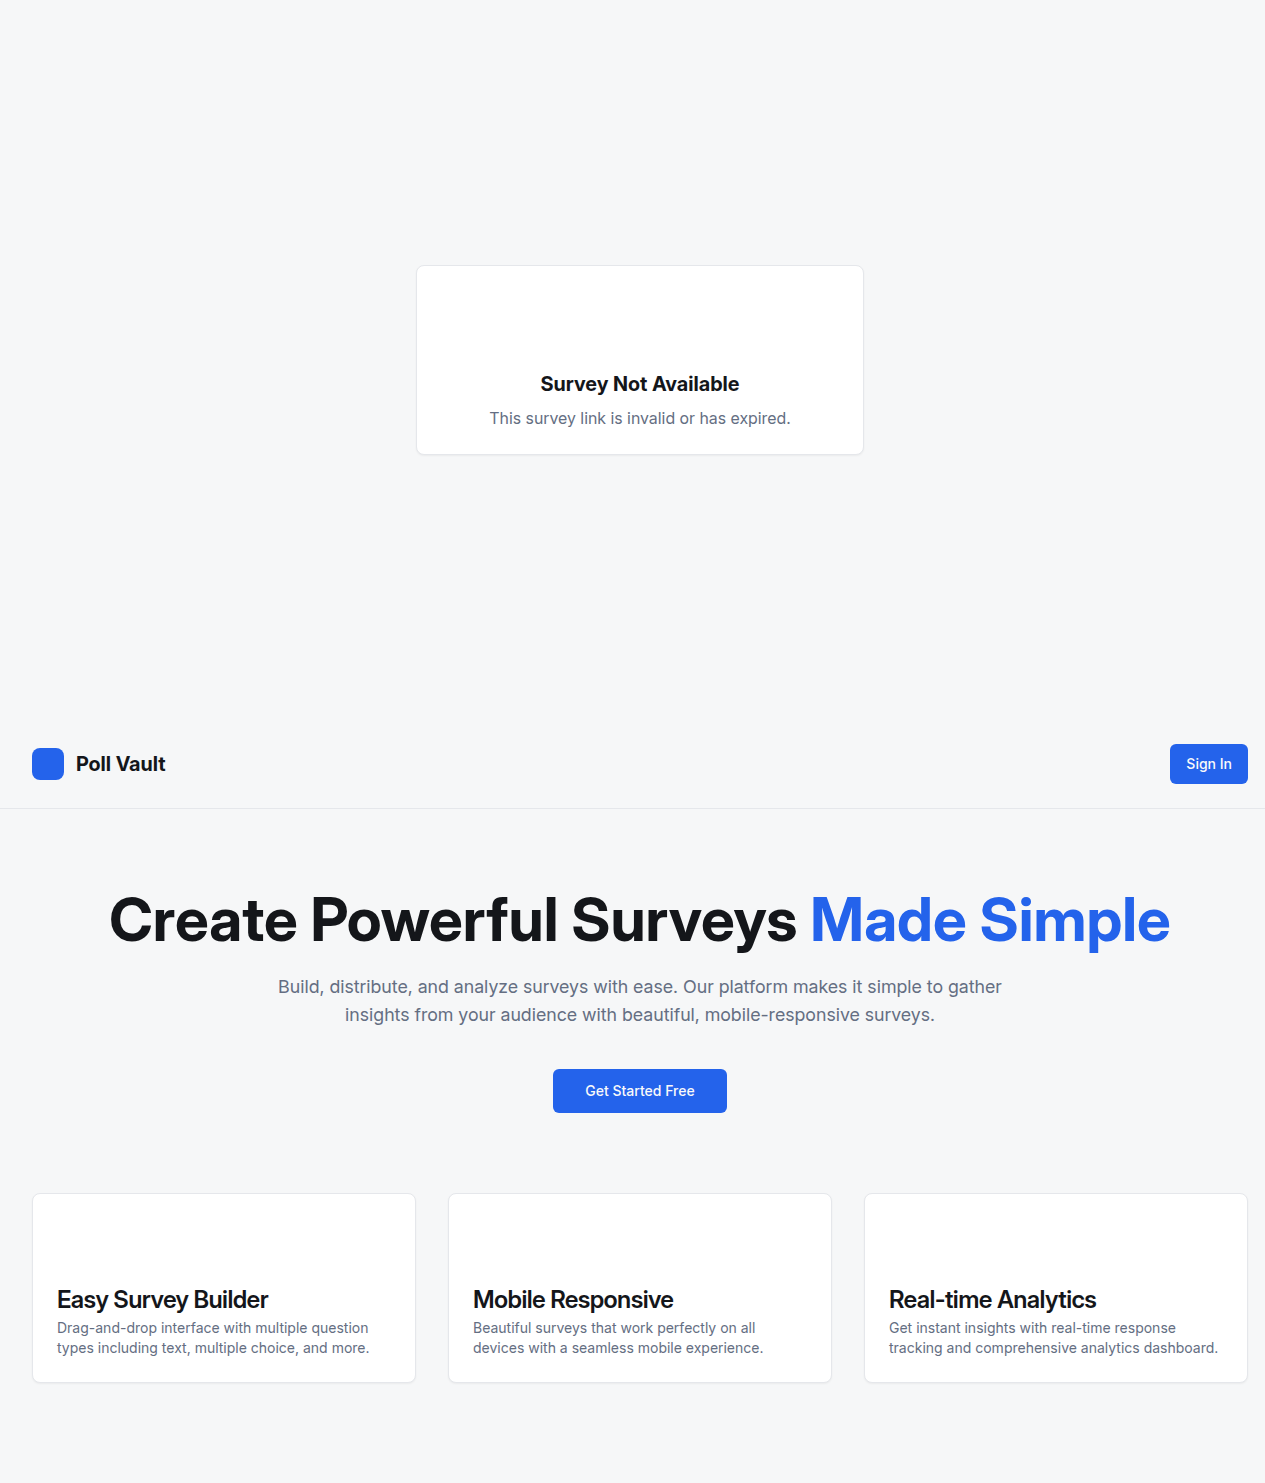 Survey Not Available
This survey link is invalid or has expired.
Poll Vault
Sign In
Create Powerful Surveys Made Simple
Build, distribute, and analyze surveys with ease. Our platform makes it simple to gather
insights from your audience with beautiful, mobile-responsive surveys.
Get Started Free
Easy Survey Builder
Drag-and-drop interface with multiple question
types including text, multiple choice, and more.
Mobile Responsive
Beautiful surveys that work perfectly on all
devices with a seamless mobile experience.
Real-time Analytics
Get instant insights with real-time response
tracking and comprehensive analytics dashboard.